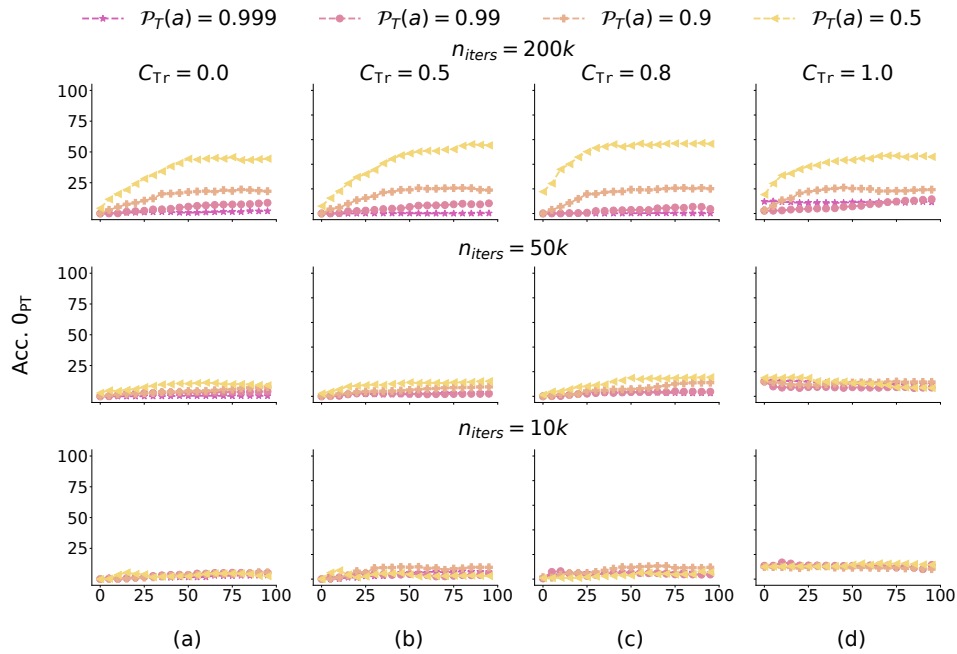 𝒫_T(a) = 0.999 𝒫_T(a) = 0.99 𝒫_T(a) = 0.9 𝒫_T(a) = 0.5
n_iters = 200k
C_Tr = 0.0 C_Tr = 0.5 C_Tr = 0.8 C_Tr = 1.0
100
75
50
25
n_iters = 50k
100
75
50
25
Acc. 0_PT
n_iters = 10k
100
75
50
25
0 25 50 75 100 0 25 50 75 100 0 25 50 75 100 0 25 50 75 100
(a) (b) (c) (d)